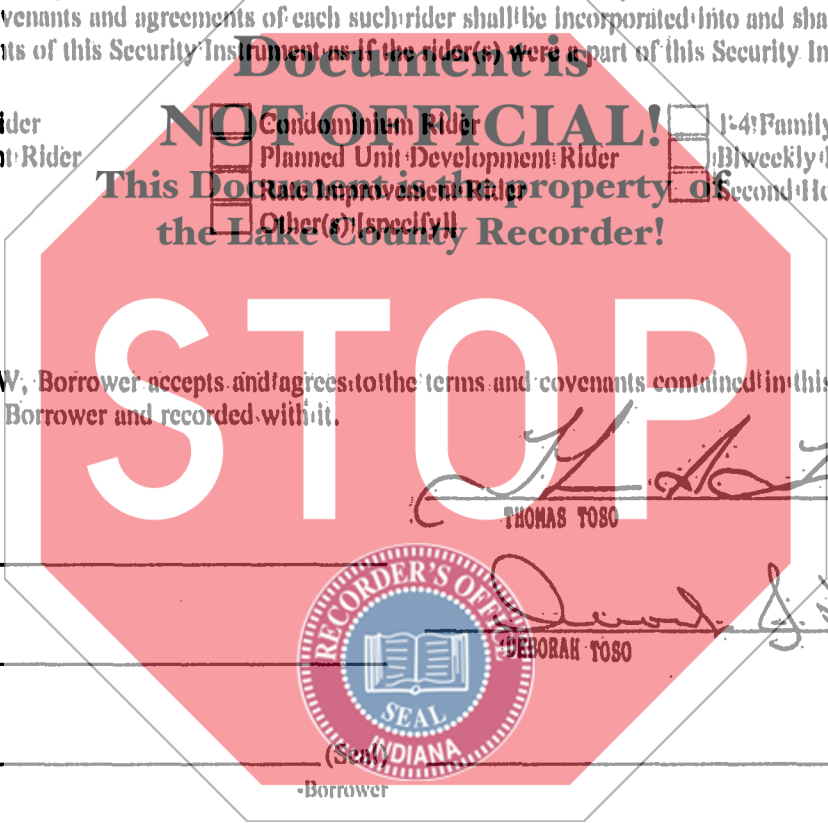 venants and agreements of each such rider shall be incorporated into and sha
ts of this Security Instrument as if the rider(s) were a part of this Security In
Document is
NOT OFFICIAL!
This Document is the property of
the Lake County Recorder!
ider
Condominium Rider
1-4 Family
t Rider
Planned Unit Development Rider
Biweekly
Rate Improvement Rider
Second Ho
Other(s) [specify]
STOP
W, Borrower accepts and agrees to the terms and covenants contained in this
Borrower and recorded with it.
THOMAS TOSO
DEBORAH TOSO
RECORDER'S OFFICE
SEAL
INDIANA
(Seal)
-Borrower